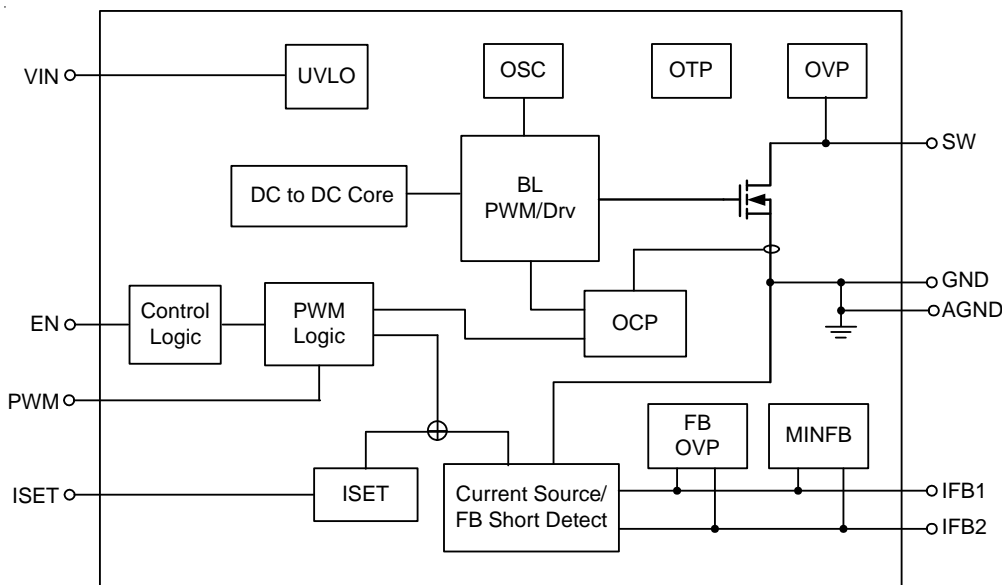 VIN
UVLO
OSC
OTP
OVP
SW
DC to DC Core
BL
PWM/Drv
GND
AGND
EN
Control
Logic
PWM
Logic
OCP
PWM
FB
OVP
MINFB
ISET
ISET
Current Source/
FB Short Detect
IFB1
IFB2